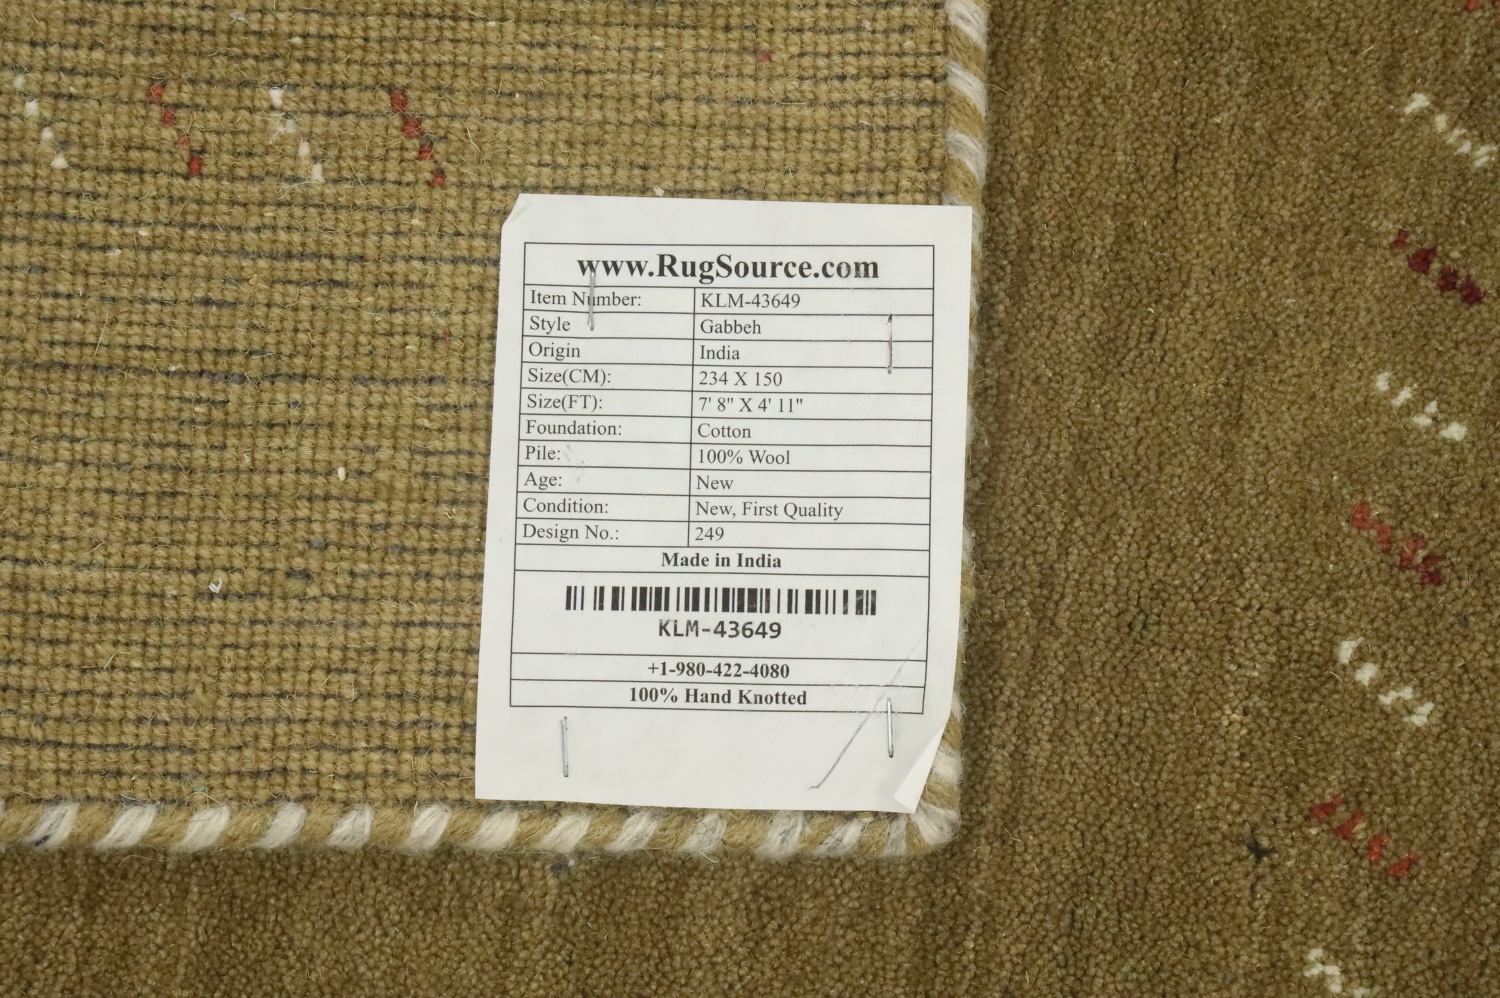 www.RugSource.com
Item Number: KLM-43649
Style Gabbeh
Origin India
Size(CM): 234 X 150
Size(FT): 7' 8" X 4' 11"
Foundation: Cotton
Pile: 100% Wool
Age: New
Condition: New, First Quality
Design No.: 249
Made in India
KLM-43649
+1-980-422-4080
100% Hand Knotted